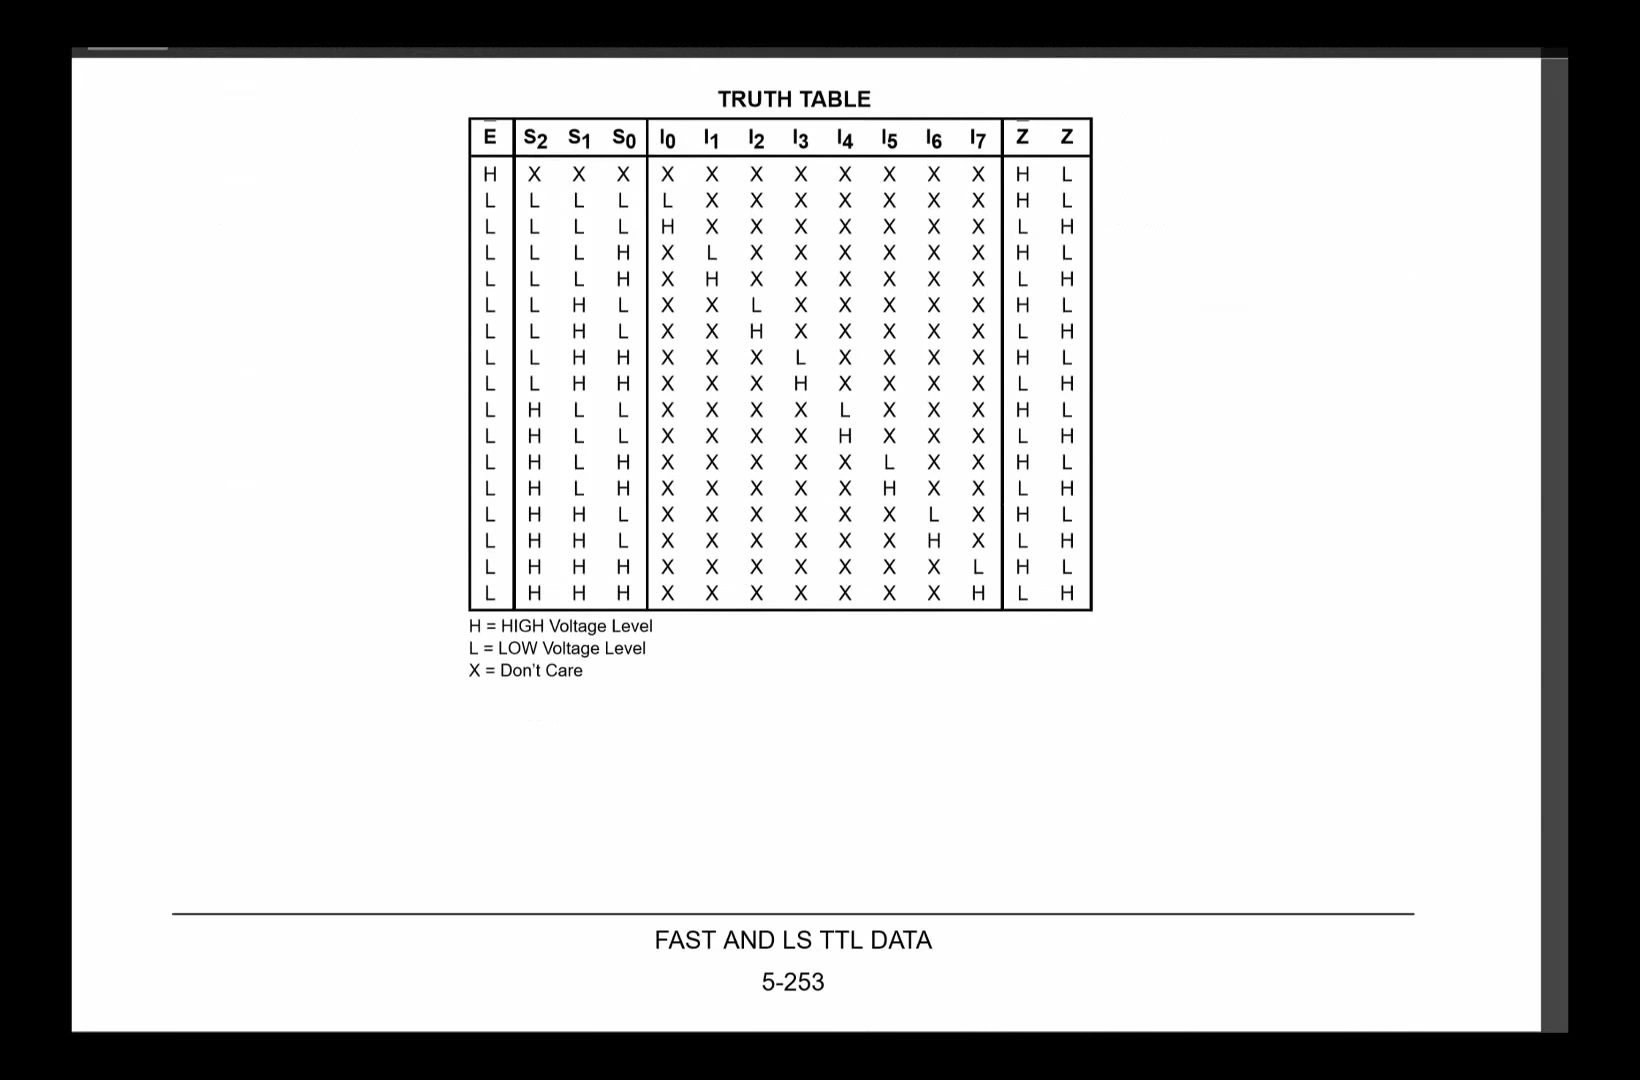 TRUTH TABLE
E̅ S2 S1 S0 I0 I1 I2 I3 I4 I5 I6 I7 Z̅ Z
H X X X X X X X X X X X H L
L L L L L X X X X X X X H L
L L L L H X X X X X X X L H
L L L H X L X X X X X X H L
L L L H X H X X X X X X L H
L L H L X X L X X X X X H L
L L H L X X H X X X X X L H
L L H H X X X L X X X X H L
L L H H X X X H X X X X L H
L H L L X X X X L X X X H L
L H L L X X X X H X X X L H
L H L H X X X X X L X X H L
L H L H X X X X X H X X L H
L H H L X X X X X X L X H L
L H H L X X X X X X H X L H
L H H H X X X X X X X L H L
L H H H X X X X X X X H L H
H = HIGH Voltage Level
L = LOW Voltage Level
X = Don’t Care
FAST AND LS TTL DATA
5-253